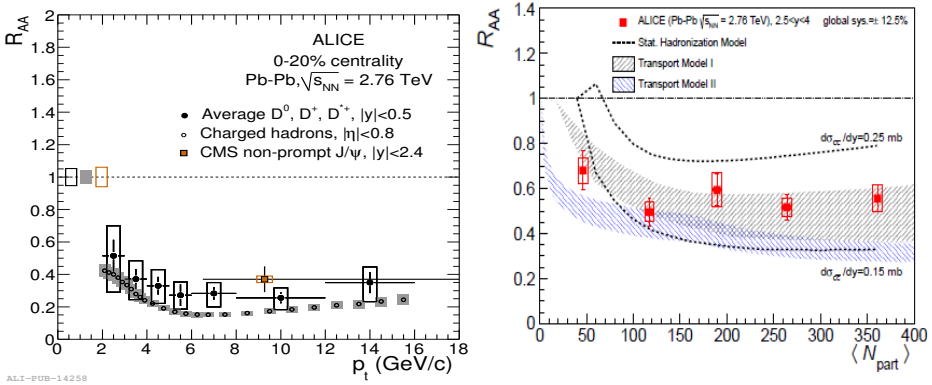 R_AA
2
1.8
1.6
1.4
1.2
1
0.8
0.6
0.4
0.2
0
ALICE
0-20% centrality
Pb-Pb, √s_NN = 2.76 TeV
Average D⁰, D⁺, D*⁺, |y|<0.5
Charged hadrons, |η|<0.8
CMS non-prompt J/ψ, |y|<2.4
0 2 4 6 8 10 12 14 16 18
p_t (GeV/c)
ALI-PUB-14258
R_AA
1.4
1.2
1
0.8
0.6
0.4
0.2
0
ALICE (Pb-Pb √s_NN = 2.76 TeV), 2.5<y<4 global sys.=± 12.5%
Stat. Hadronization Model
Transport Model I
Transport Model II
dσ_cc̄/dy=0.25 mb
dσ_cc̄/dy=0.15 mb
0 50 100 150 200 250 300 350 400
⟨N_part⟩